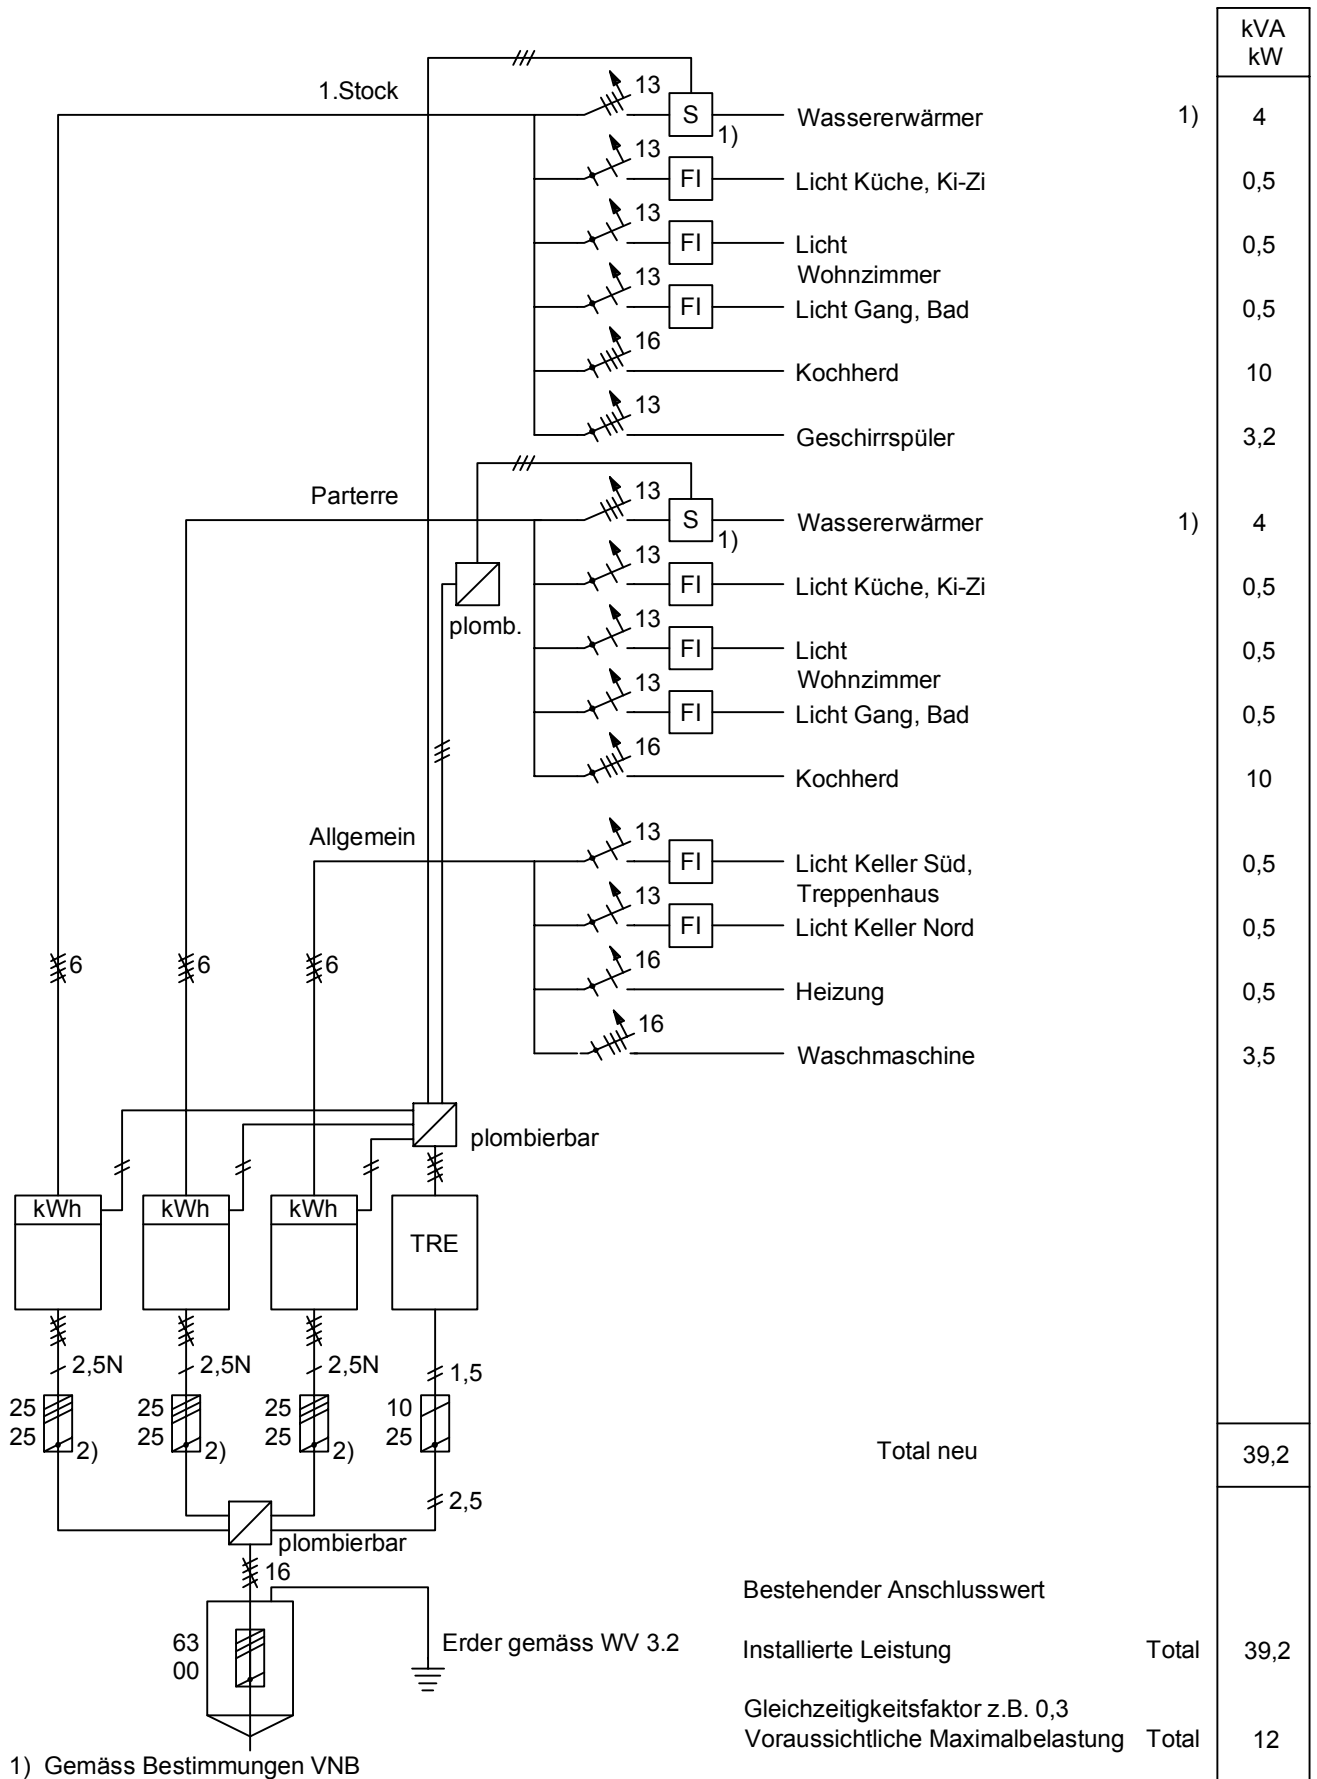 kVA
kW
1.Stock
13
S
1)
Wassererwärmer 1) 4
13
FI
Licht Küche, Ki-Zi 0,5
13
FI
Licht 0,5
Wohnzimmer
13
FI
Licht Gang, Bad 0,5
16
Kochherd 10
13
Geschirrspüler 3,2
Parterre
13
S
1)
Wassererwärmer 1) 4
13
FI
Licht Küche, Ki-Zi 0,5
plomb.
13
FI
Licht 0,5
Wohnzimmer
13
FI
Licht Gang, Bad 0,5
16
Kochherd 10
Allgemein
13
FI
Licht Keller Süd, 0,5
Treppenhaus
13
FI
Licht Keller Nord 0,5
6 6 6
16
Heizung 0,5
16
Waschmaschine 3,5
plombierbar
kWh kWh kWh
TRE
2,5N 2,5N 2,5N 1,5
25 25 25 10
25 2) 25 2) 25 2) 25
Total neu 39,2
2,5
plombierbar
16
Bestehender Anschlusswert
63
00
Erder gemäss WV 3.2
Installierte Leistung Total 39,2
Gleichzeitigkeitsfaktor z.B. 0,3
Voraussichtliche Maximalbelastung Total 12
1) Gemäss Bestimmungen VNB